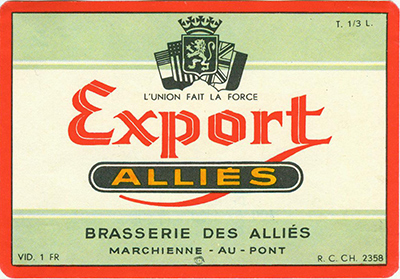 T. 1/3 L.
L'UNION FAIT LA FORCE
Export
ALLIÉS
BRASSERIE DES ALLIÉS
MARCHIENNE - AU - PONT
VID. 1 FR
R. C. CH. 2358